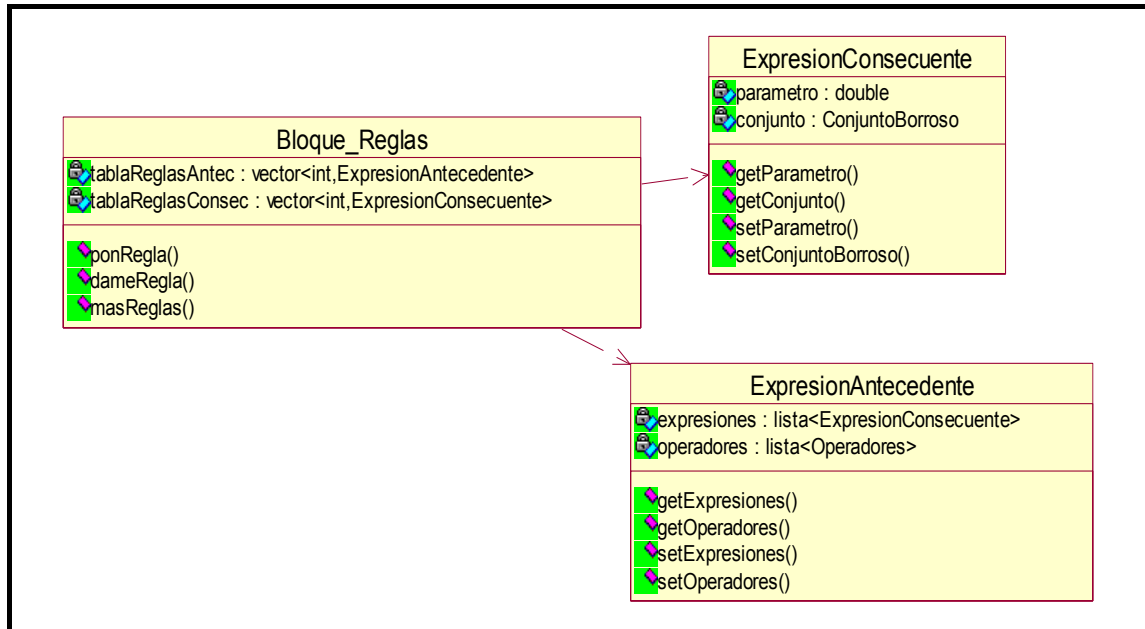 ExpresionConsecuente
parametro : double
conjunto : ConjuntoBorroso
getParametro()
getConjunto()
setParametro()
setConjuntoBorroso()
Bloque_Reglas
tablaReglasAntec : vector<int,ExpresionAntecedente>
tablaReglasConsec : vector<int,ExpresionConsecuente>
ponRegla()
dameRegla()
masReglas()
ExpresionAntecedente
expresiones : lista<ExpresionConsecuente>
operadores : lista<Operadores>
getExpresiones()
getOperadores()
setExpresiones()
setOperadores()